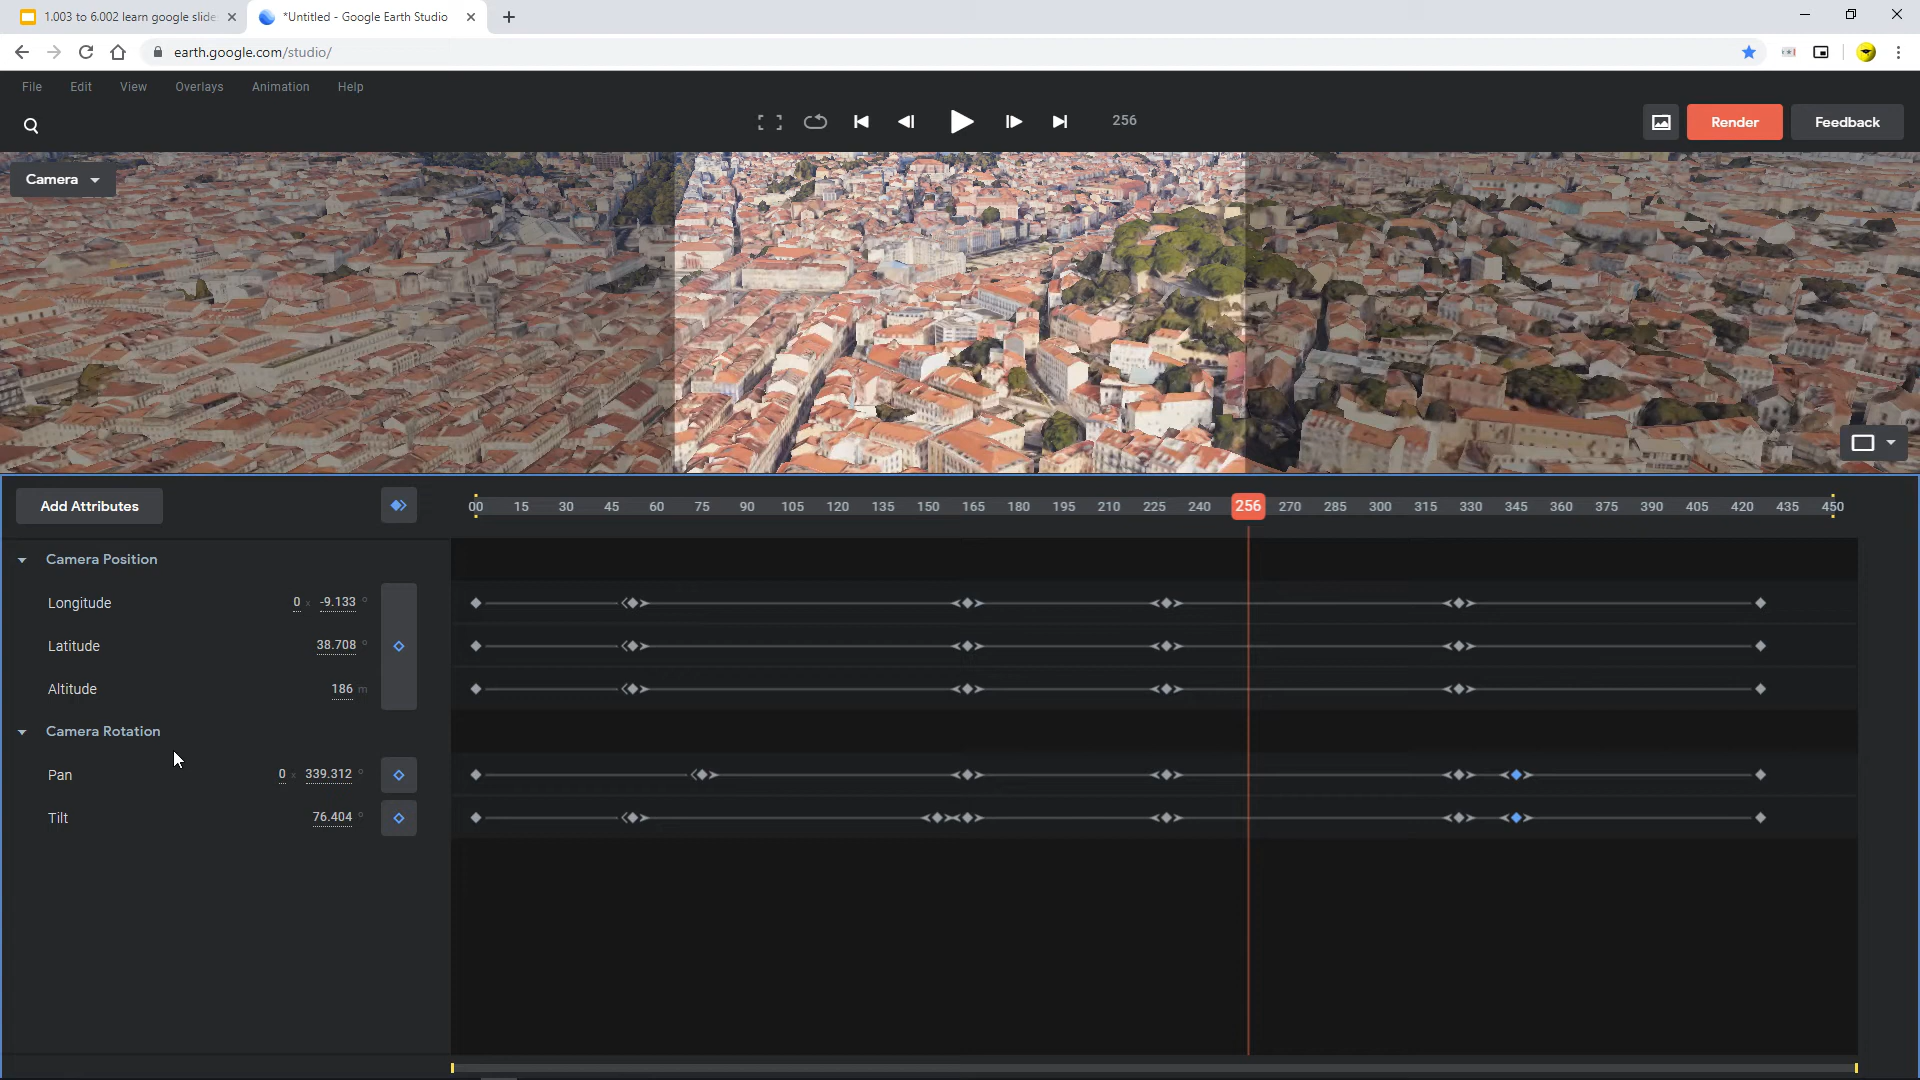 1.003 to 6.002 learn google slide
*Untitled - Google Earth Studio
earth.google.com/studio/
File Edit View Overlays Animation Help
256
Render Feedback
Camera
Add Attributes
00 15 30 45 60 75 90 105 120 135 150 165 180 195 210 225 240 256 270 285 300 315 330 345 360 375 390 405 420 435 450
Camera Position
Longitude 0 x -9.133 °
Latitude 38.708 °
Altitude 186 m
Camera Rotation
Pan 0 x 339.312 °
Tilt 76.404 °